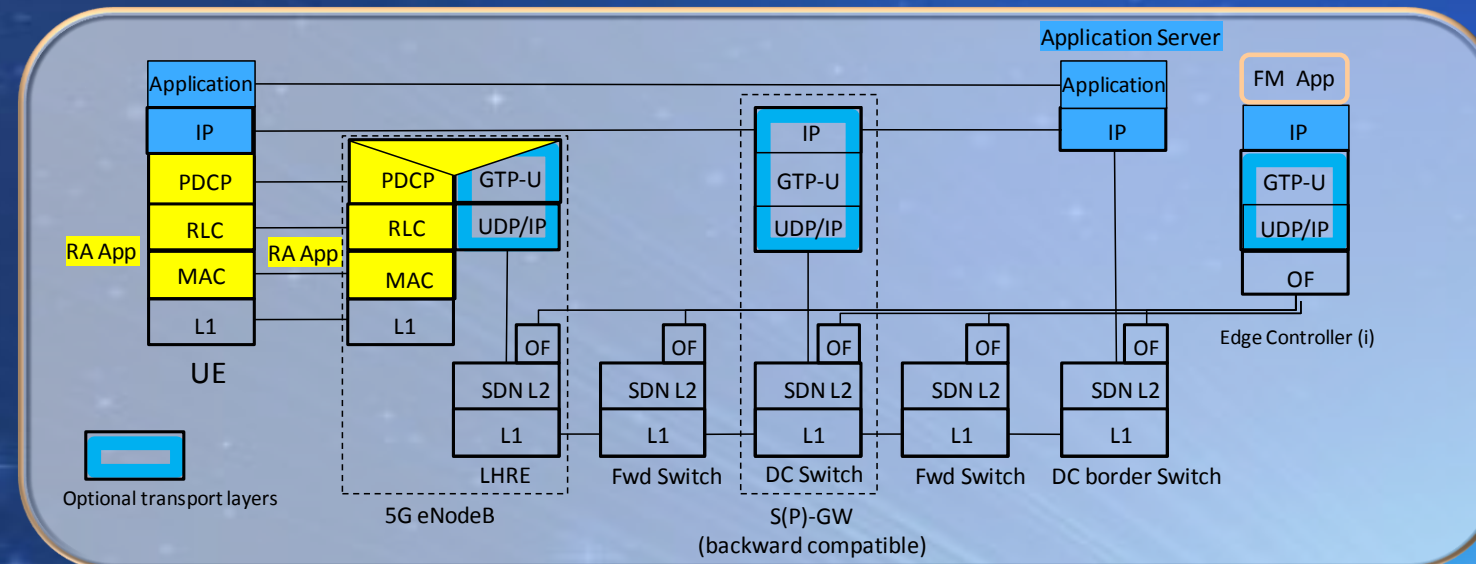 Application Server
Application
Application
FM App
IP
IP
IP
IP
PDCP
PDCP
GTP-U
GTP-U
GTP-U
RLC
RLC
UDP/IP
UDP/IP
UDP/IP
RA App
RA App
MAC
MAC
OF
L1
L1
OF
OF
OF
OF
OF
Edge Controller (i)
UE
SDN L2
SDN L2
SDN L2
SDN L2
SDN L2
L1
L1
L1
L1
L1
LHRE
Fwd Switch
DC Switch
Fwd Switch
DC border Switch
Optional transport layers
5G eNodeB
S(P)-GW
(backward compatible)